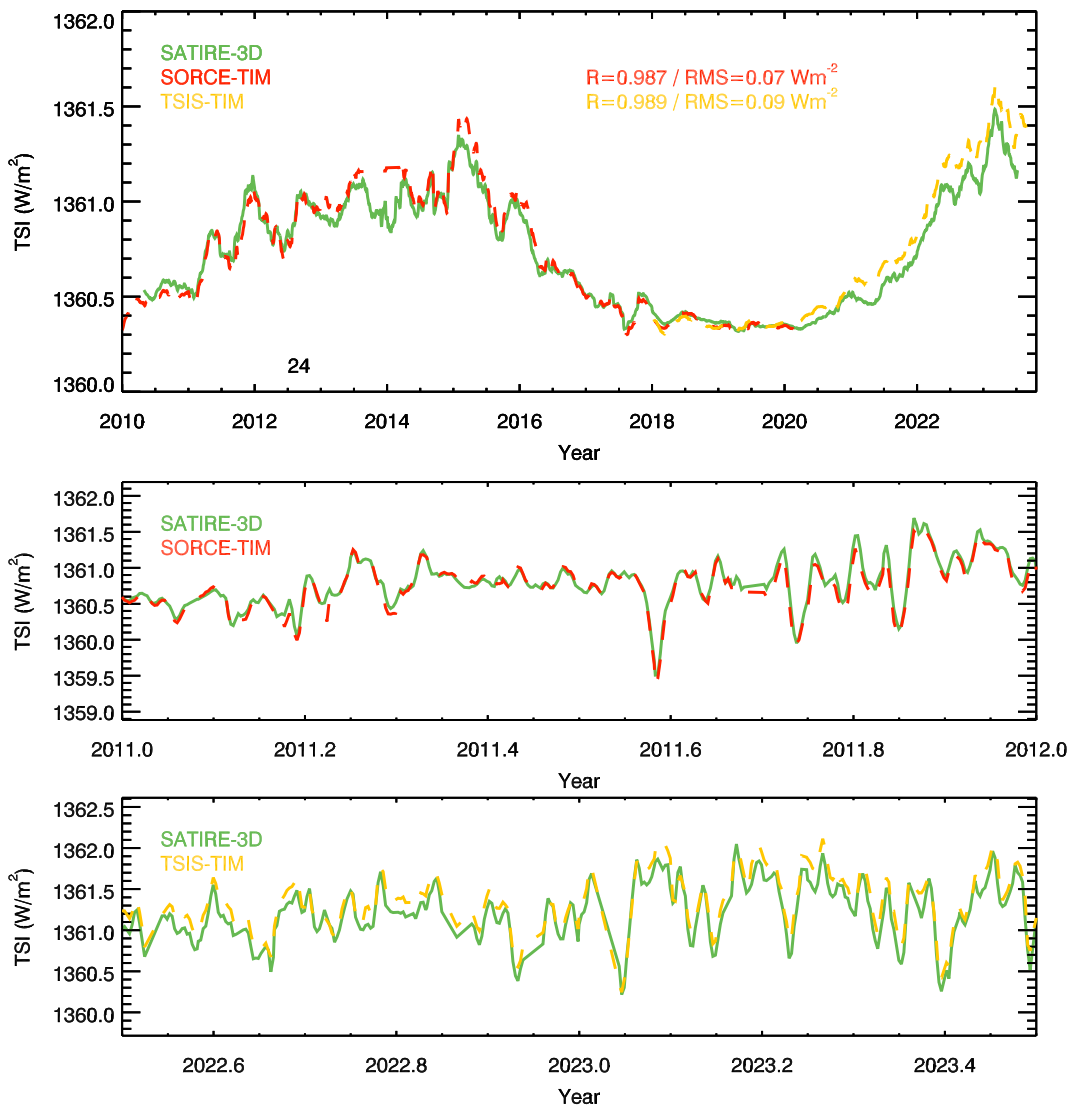 1362.0
1361.5
1361.0
1360.5
1360.0
TSI (W/m²)
SATIRE-3D
SORCE-TIM
TSIS-TIM
R=0.987 / RMS=0.07 Wm⁻²
R=0.989 / RMS=0.09 Wm⁻²
24
2010 2012 2014 2016 2018 2020 2022
Year
1362.0
1361.5
1361.0
1360.5
1360.0
1359.5
1359.0
TSI (W/m²)
SATIRE-3D
SORCE-TIM
2011.0 2011.2 2011.4 2011.6 2011.8 2012.0
Year
1362.5
1362.0
1361.5
1361.0
1360.5
1360.0
TSI (W/m²)
SATIRE-3D
TSIS-TIM
2022.6 2022.8 2023.0 2023.2 2023.4
Year